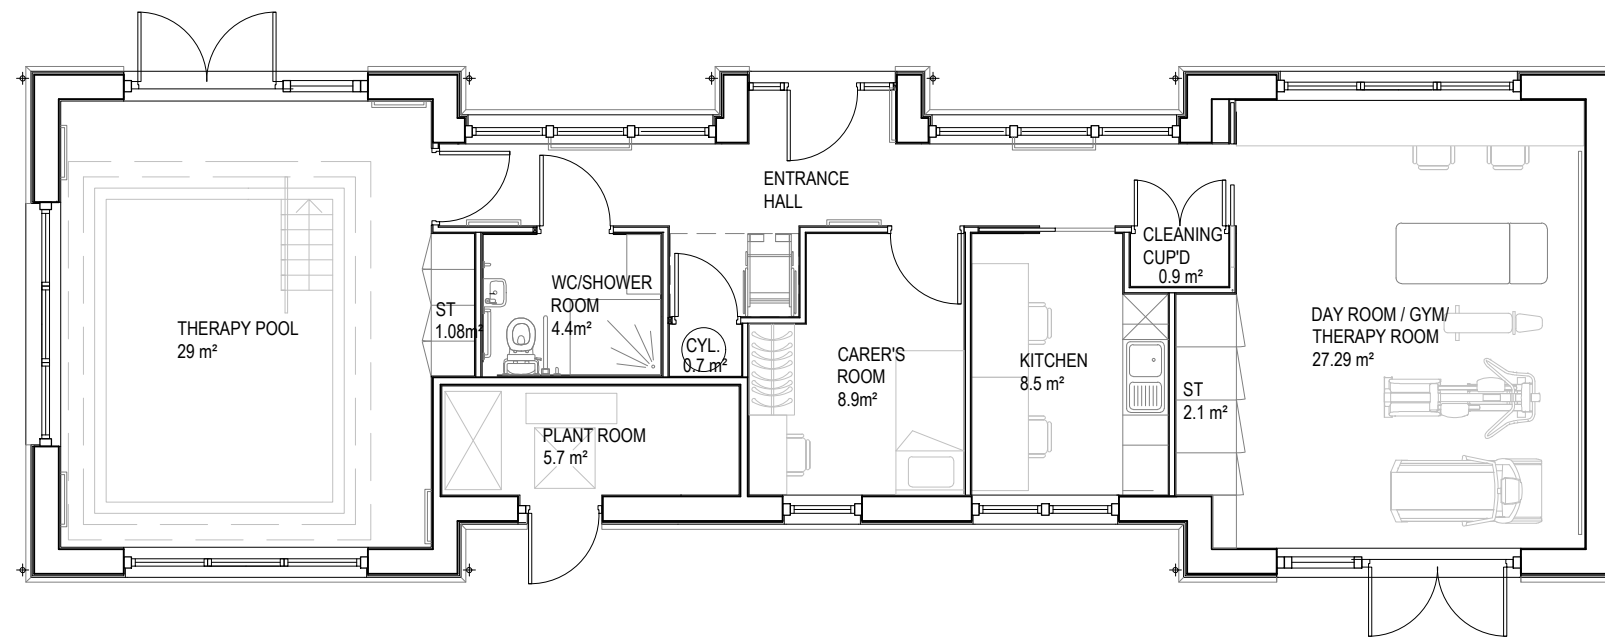 ENTRANCE
HALL
CLEANING
CUP'D
0.9 m²
WC/SHOWER
ROOM
4.4m²
ST
1.08m²
THERAPY POOL
29 m²
CYL.
0.7 m²
CARER'S
ROOM
8.9m²
KITCHEN
8.5 m²
DAY ROOM / GYM/
THERAPY ROOM
27.29 m²
ST
2.1 m²
PLANT ROOM
5.7 m²